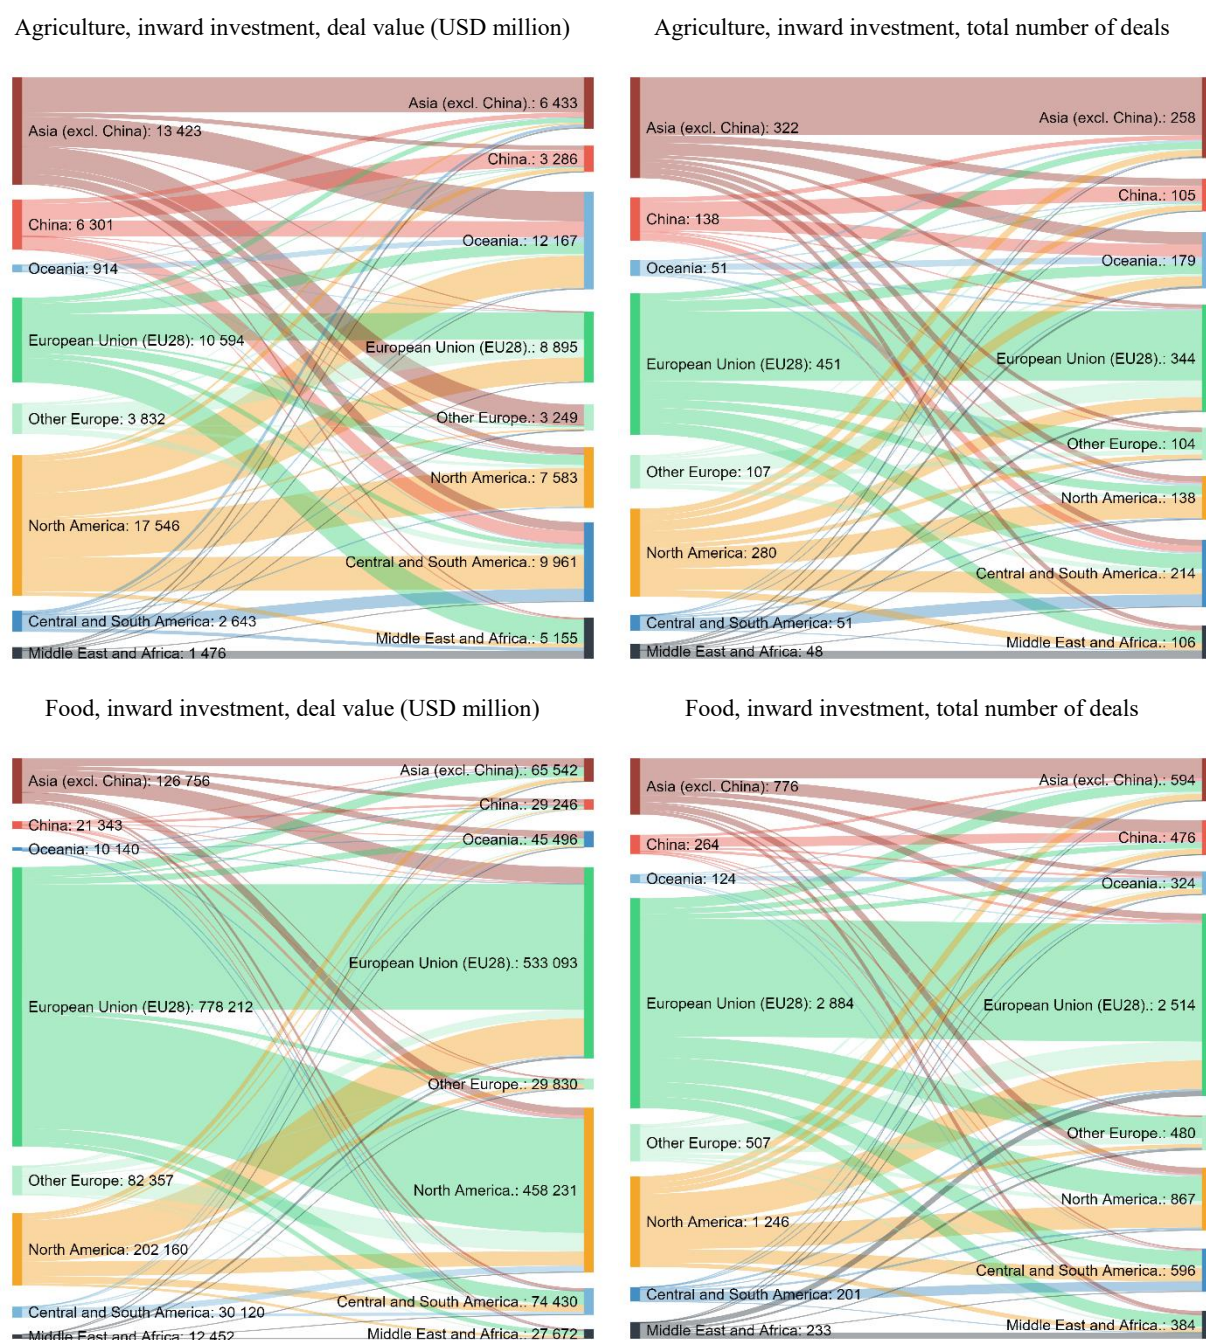 Agriculture, inward investment, deal value (USD million)
Asia (excl. China): 13 423
China: 6 301
Oceania: 914
European Union (EU28): 10 594
Other Europe: 3 832
North America: 17 546
Central and South America: 2 643
Middle East and Africa: 1 476
Asia (excl. China).: 6 433
China.: 3 286
Oceania.: 12 167
European Union (EU28).: 8 895
Other Europe.: 3 249
North America.: 7 583
Central and South America.: 9 961
Middle East and Africa.: 5 155
Agriculture, inward investment, total number of deals
Asia (excl. China): 322
China: 138
Oceania: 51
European Union (EU28): 451
Other Europe: 107
North America: 280
Central and South America: 51
Middle East and Africa: 48
Asia (excl. China).: 258
China.: 105
Oceania.: 179
European Union (EU28).: 344
Other Europe.: 104
North America.: 138
Central and South America.: 214
Middle East and Africa.: 106
Food, inward investment, deal value (USD million)
Asia (excl. China): 126 756
China: 21 343
Oceania: 10 140
European Union (EU28): 778 212
Other Europe: 82 357
North America: 202 160
Central and South America: 30 120
Middle East and Africa: 12 452
Asia (excl. China).: 65 542
China.: 29 246
Oceania.: 45 496
European Union (EU28).: 533 093
Other Europe.: 29 830
North America.: 458 231
Central and South America.: 74 430
Middle East and Africa.: 27 672
Food, inward investment, total number of deals
Asia (excl. China): 776
China: 264
Oceania: 124
European Union (EU28): 2 884
Other Europe: 507
North America: 1 246
Central and South America: 201
Middle East and Africa: 233
Asia (excl. China).: 594
China.: 476
Oceania.: 324
European Union (EU28).: 2 514
Other Europe.: 480
North America.: 867
Central and South America.: 596
Middle East and Africa.: 384